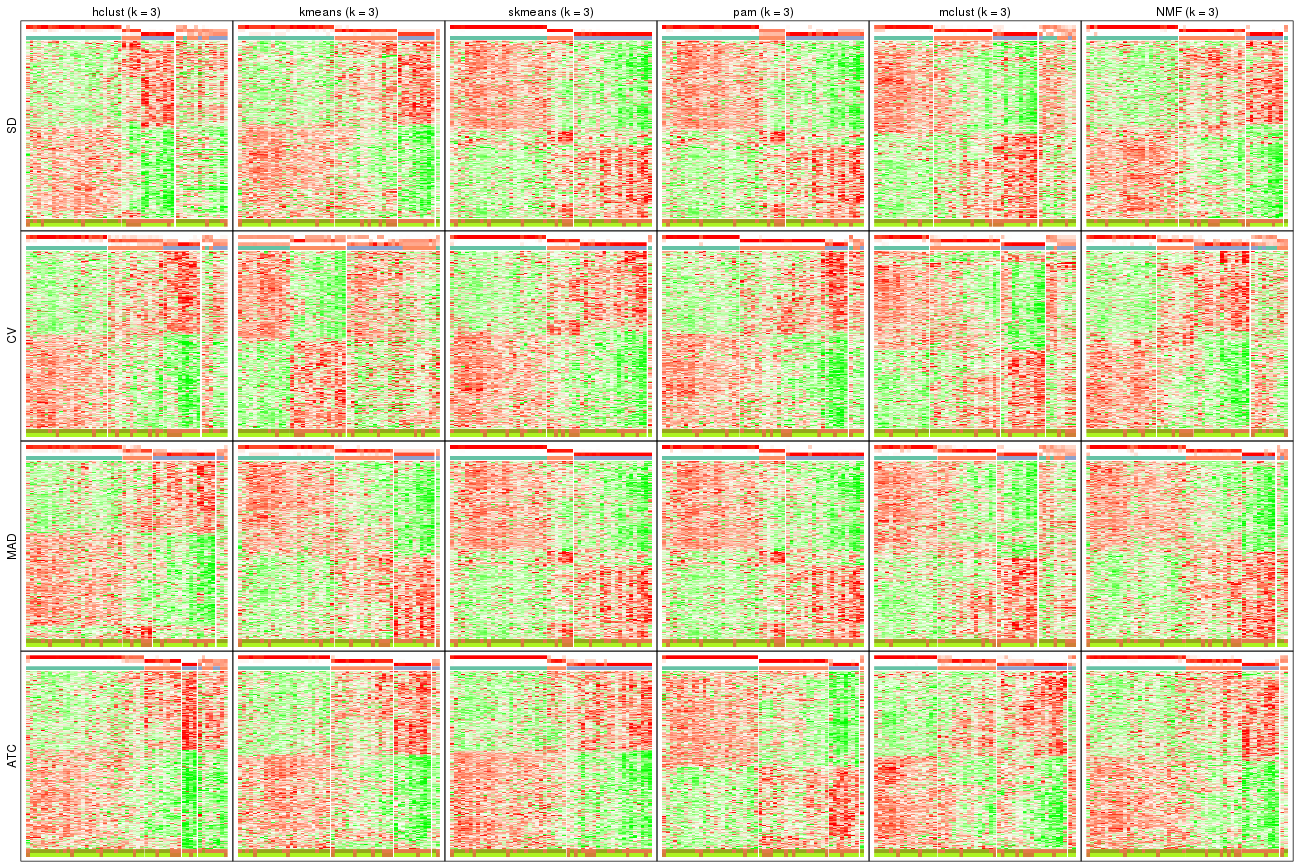 hclust (k = 3) kmeans (k = 3) skmeans (k = 3) pam (k = 3) mclust (k = 3) NMF (k = 3)
SD
CV
MAD
ATC